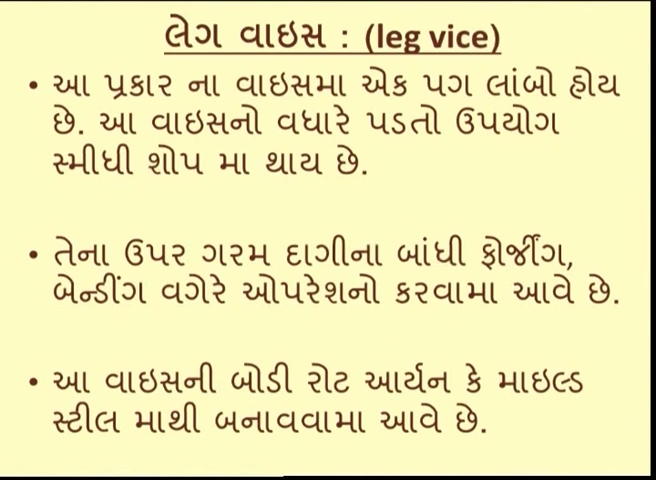 લેગ વાઇસ : (leg vice)
• આ પ્રકાર ના વાઇસમા એક પગ લાંબો હોય
છે. આ વાઇસનો વધારે પડતો ઉપયોગ
સ્મીધી શોપ મા થાય છે.
• તેના ઉપર ગરમ દાગીના બાંધી ફોર્જીંગ,
બેન્ડીંગ વગેરે ઓપરેશનો કરવામા આવે છે.
• આ વાઇસની બોડી રોટ આર્યન કે માઇલ્ડ
સ્ટીલ માથી બનાવવામા આવે છે.